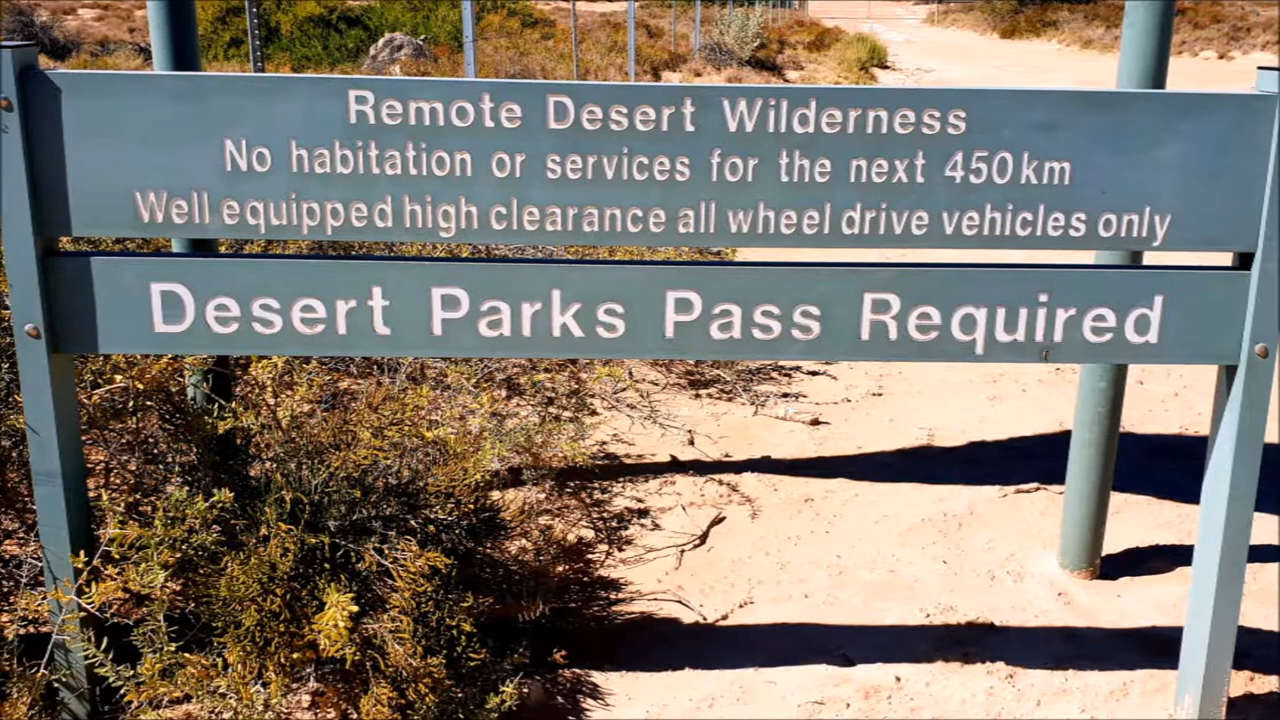 Remote Desert Wilderness
No habitation or services for the next 450km
Well equipped high clearance all wheel drive vehicles only
Desert Parks Pass Required